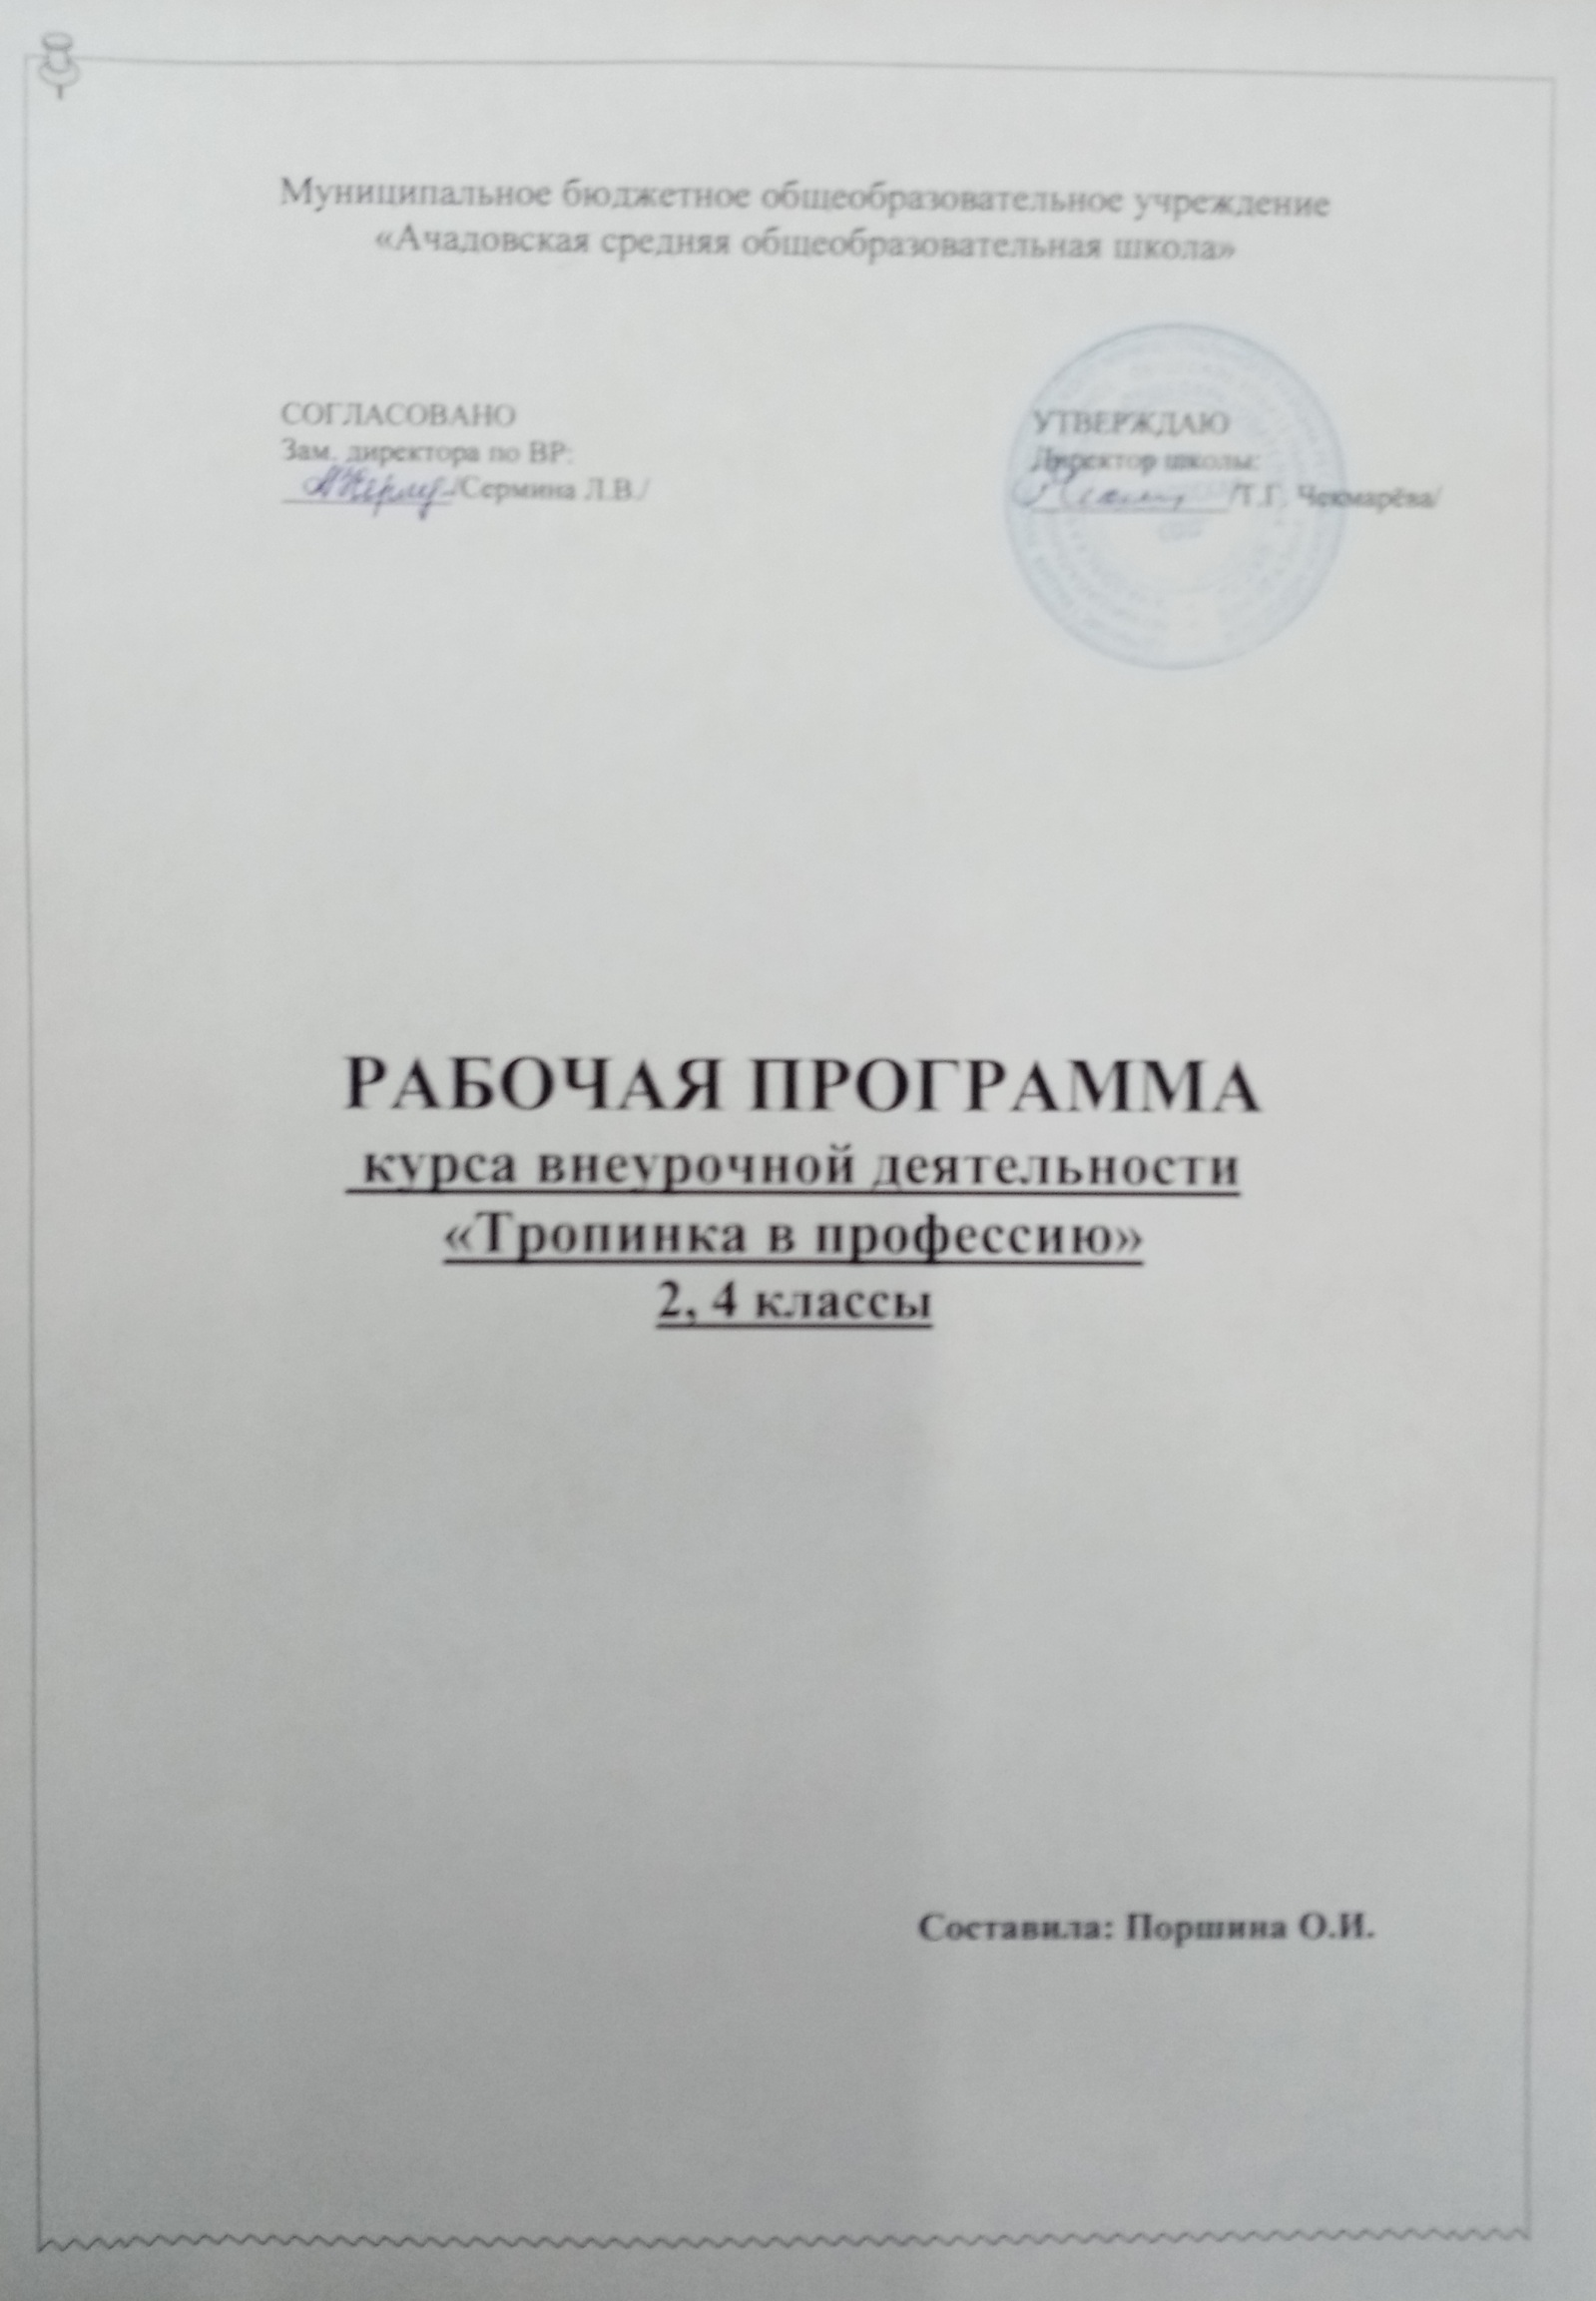 Муниципальное бюджетное общеобразовательное учреждение
«Ачадовская средняя общеобразовательная школа»
СОГЛАСОВАНО
Зам. директора по ВР:
/Сермина Л.В./
УТВЕРЖДАЮ
Директор школы:
/Т.Г. Чекмарёва/
РАБОЧАЯ ПРОГРАММА
курса внеурочной деятельности
«Тропинка в профессию»
2, 4 классы
Составила: Поршина О.И.